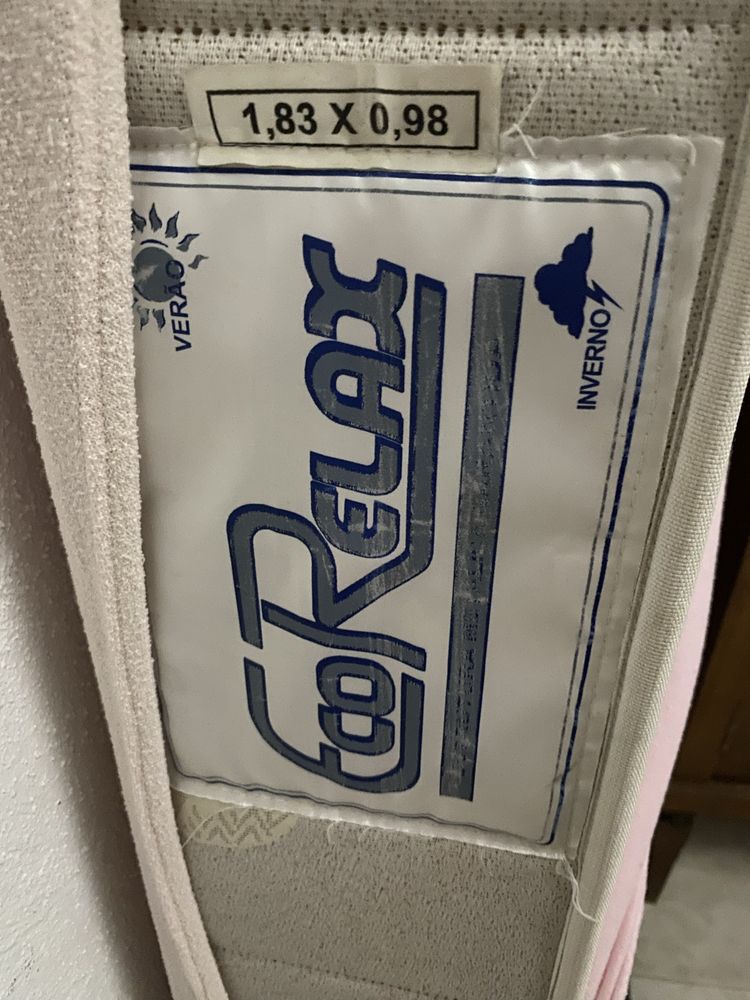 1,83 X 0,98
VERÃO
ECORELAX
INVERNO